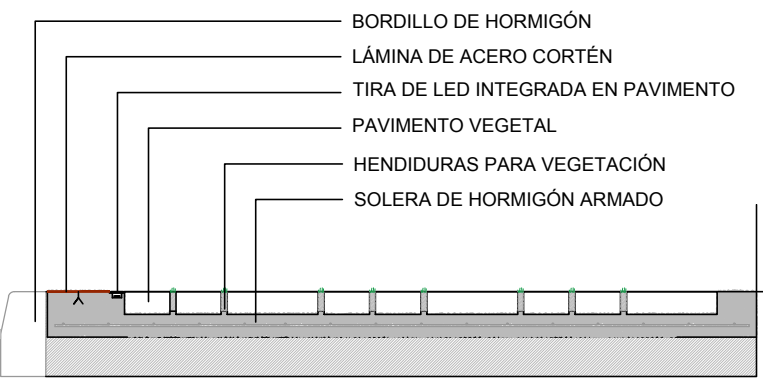 BORDILLO DE HORMIGÓN
LÁMINA DE ACERO CORTÉN
TIRA DE LED INTEGRADA EN PAVIMENTO
PAVIMENTO VEGETAL
HENDIDURAS PARA VEGETACIÓN
SOLERA DE HORMIGÓN ARMADO